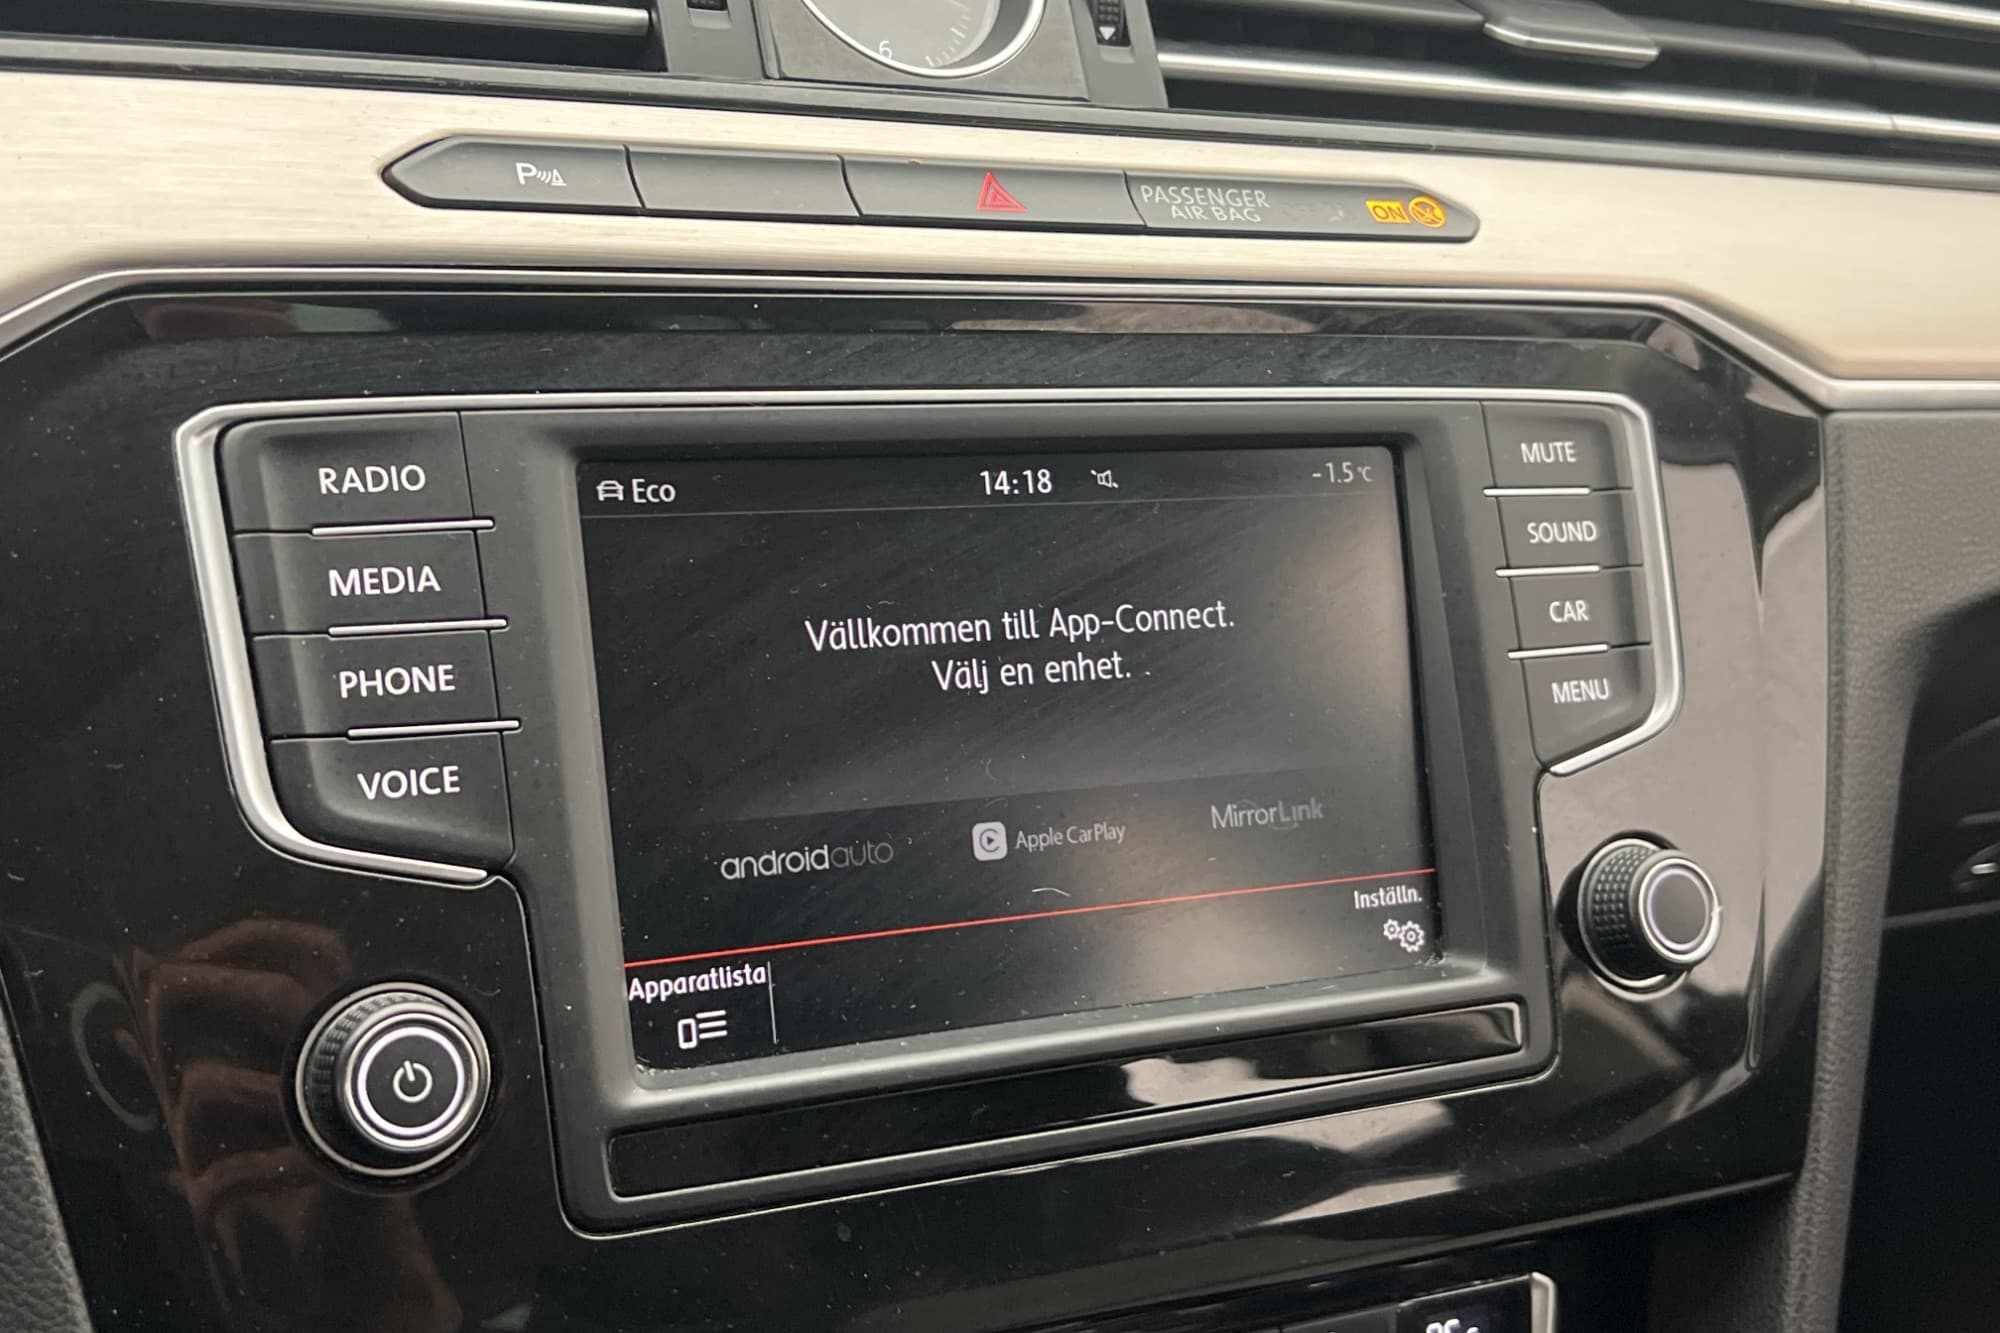 6
P
PASSENGER
AIR BAG
ON
RADIO
MEDIA
PHONE
VOICE
Eco
14:18
-1.5°C
Vällkommen till App-Connect.
Välj en enhet.
androidauto
Apple CarPlay
MirrorLink
Inställn.
Apparatlista
MUTE
SOUND
CAR
MENU